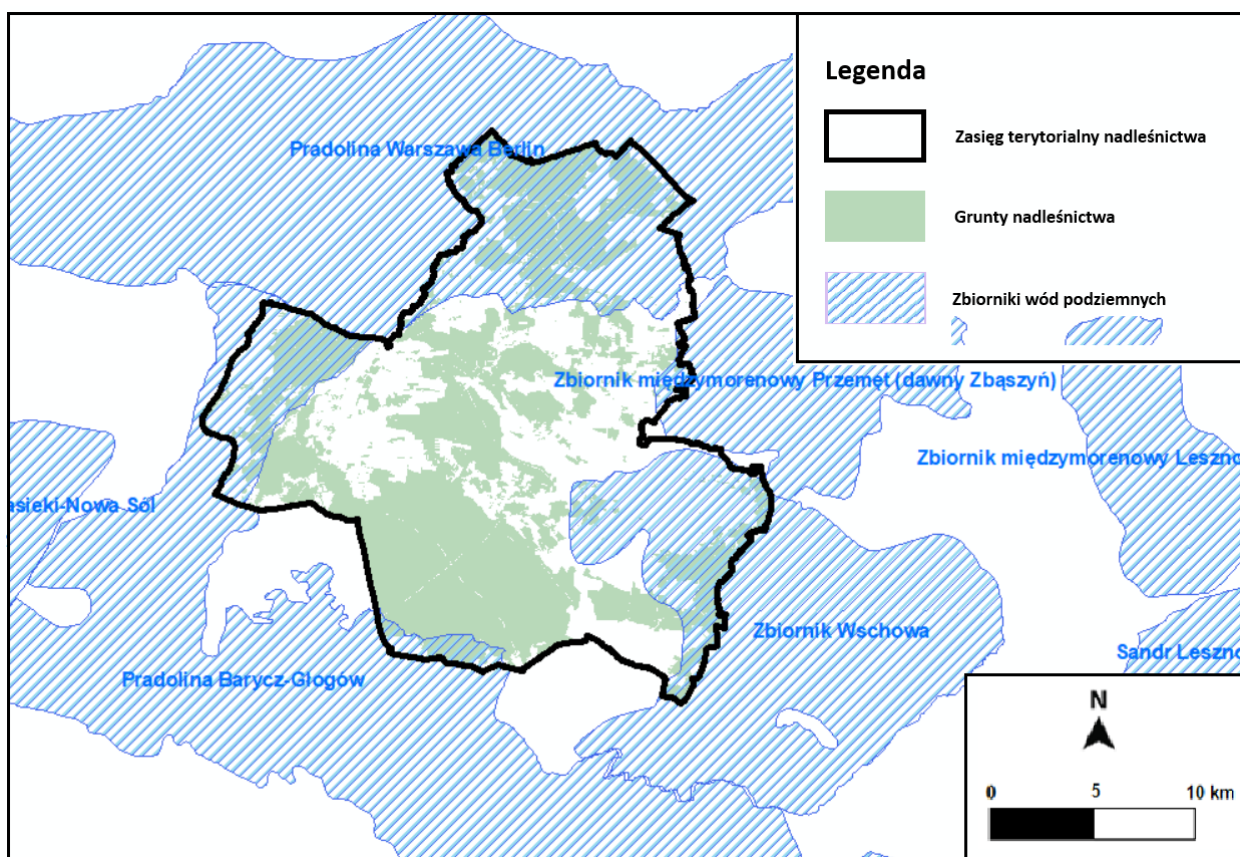 Legenda
Zasięg terytorialny nadleśnictwa
Grunty nadleśnictwa
Zbiorniki wód podziemnych
Pradolina Warszawa Berlin
Zbiornik międzymorenowy Przemęt (dawny Zbąszyń)
Zbiornik międzymorenowy Leszno
asieki-Nowa Sól
Zbiornik Wschowa
Sandr Leszno
Pradolina Barycz-Głogów
N
0 5 10 km